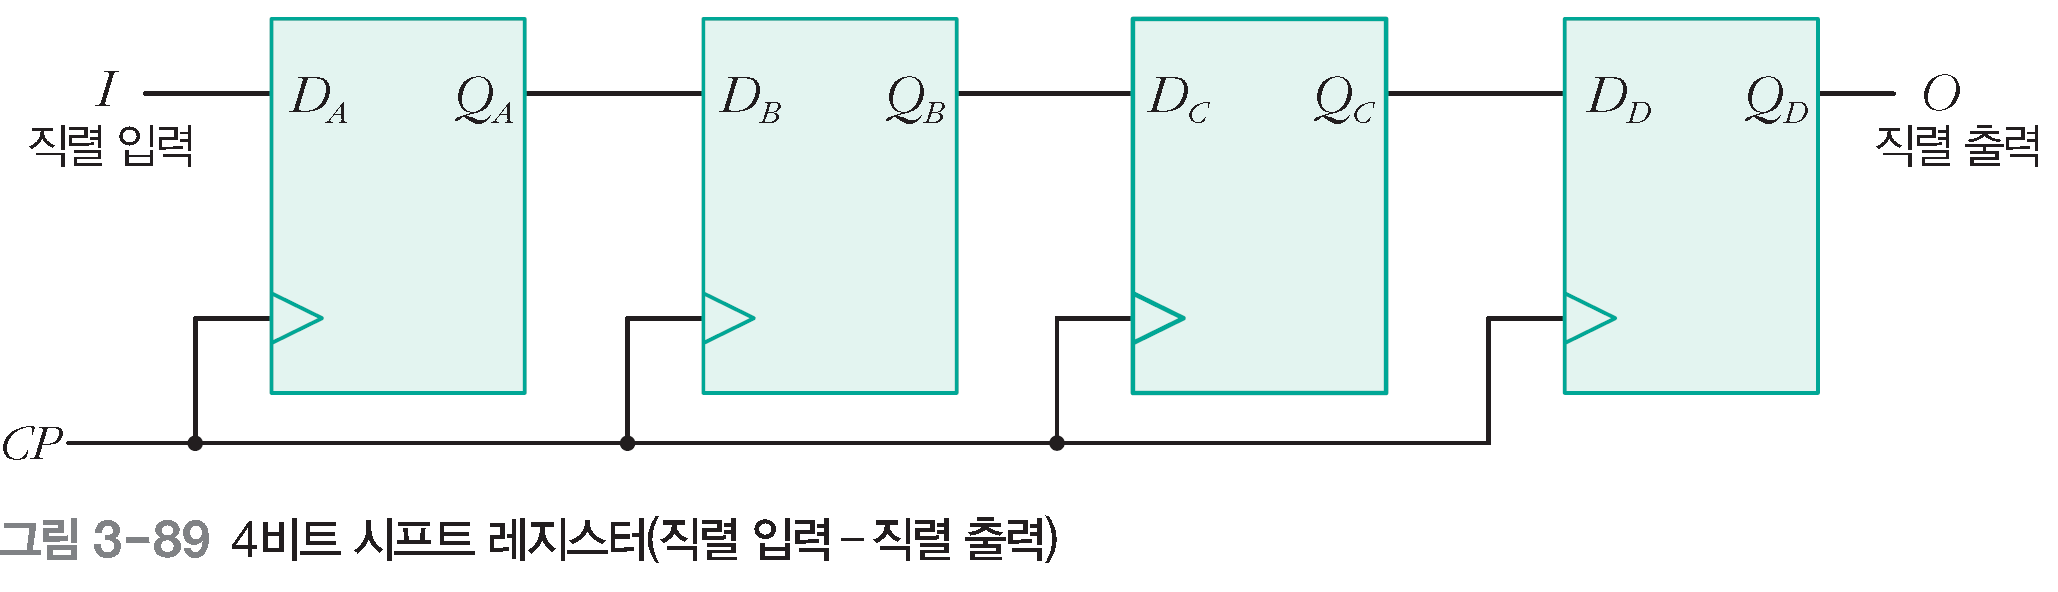 I D_A Q_A D_B Q_B D_C Q_C D_D Q_D O
직렬 입력 직렬 출력
CP
그림 3-89 4비트 시프트 레지스터(직렬 입력 – 직렬 출력)